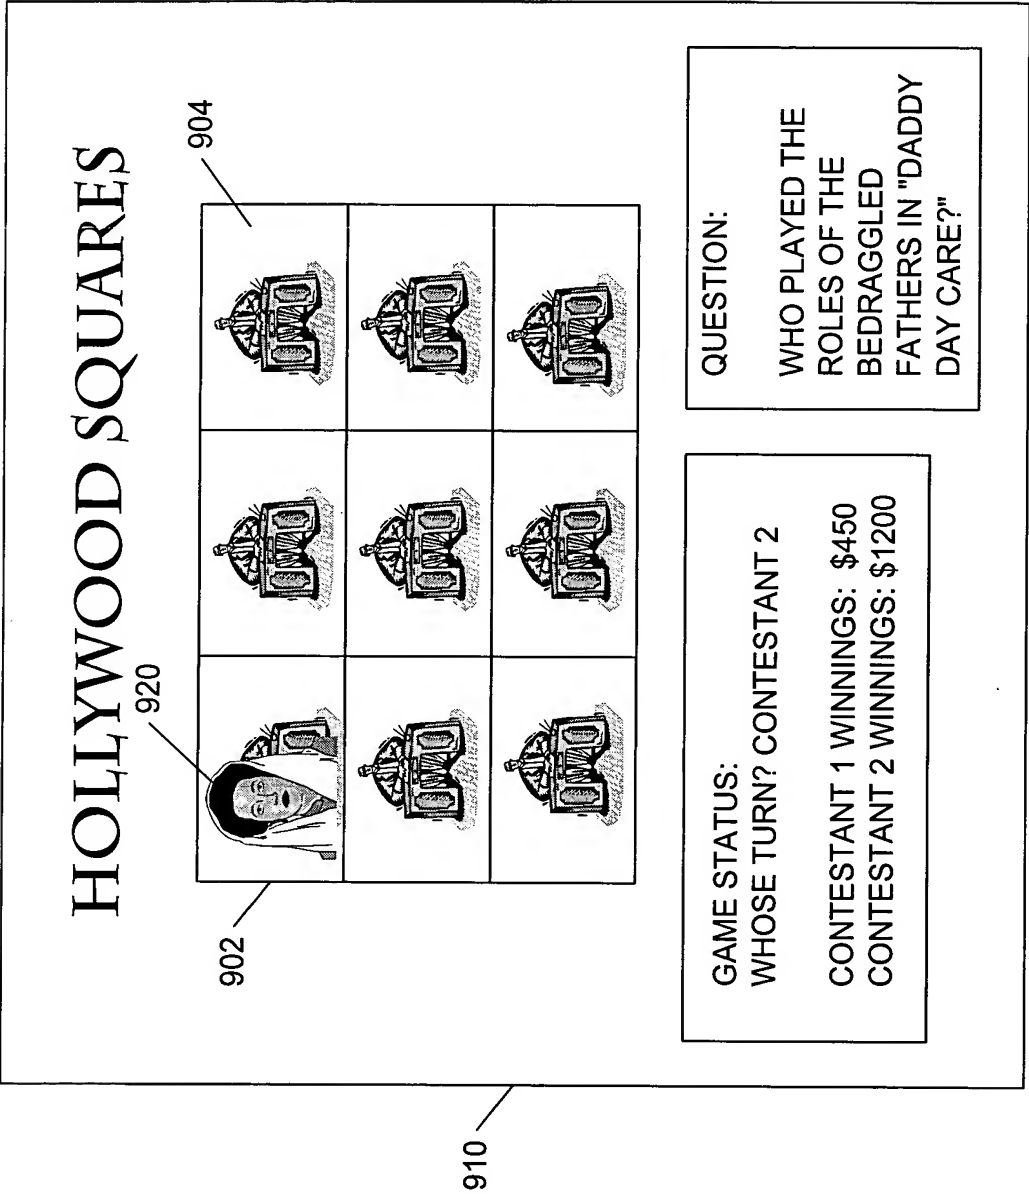 HOLLYWOOD SQUARES
920
904
902
GAME STATUS:
WHOSE TURN? CONTESTANT 2
CONTESTANT 1 WINNINGS: $450
CONTESTANT 2 WINNINGS: $1200
QUESTION:
WHO PLAYED THE
ROLES OF THE
BEDRAGGLED
FATHERS IN "DADDY
DAY CARE?"
910